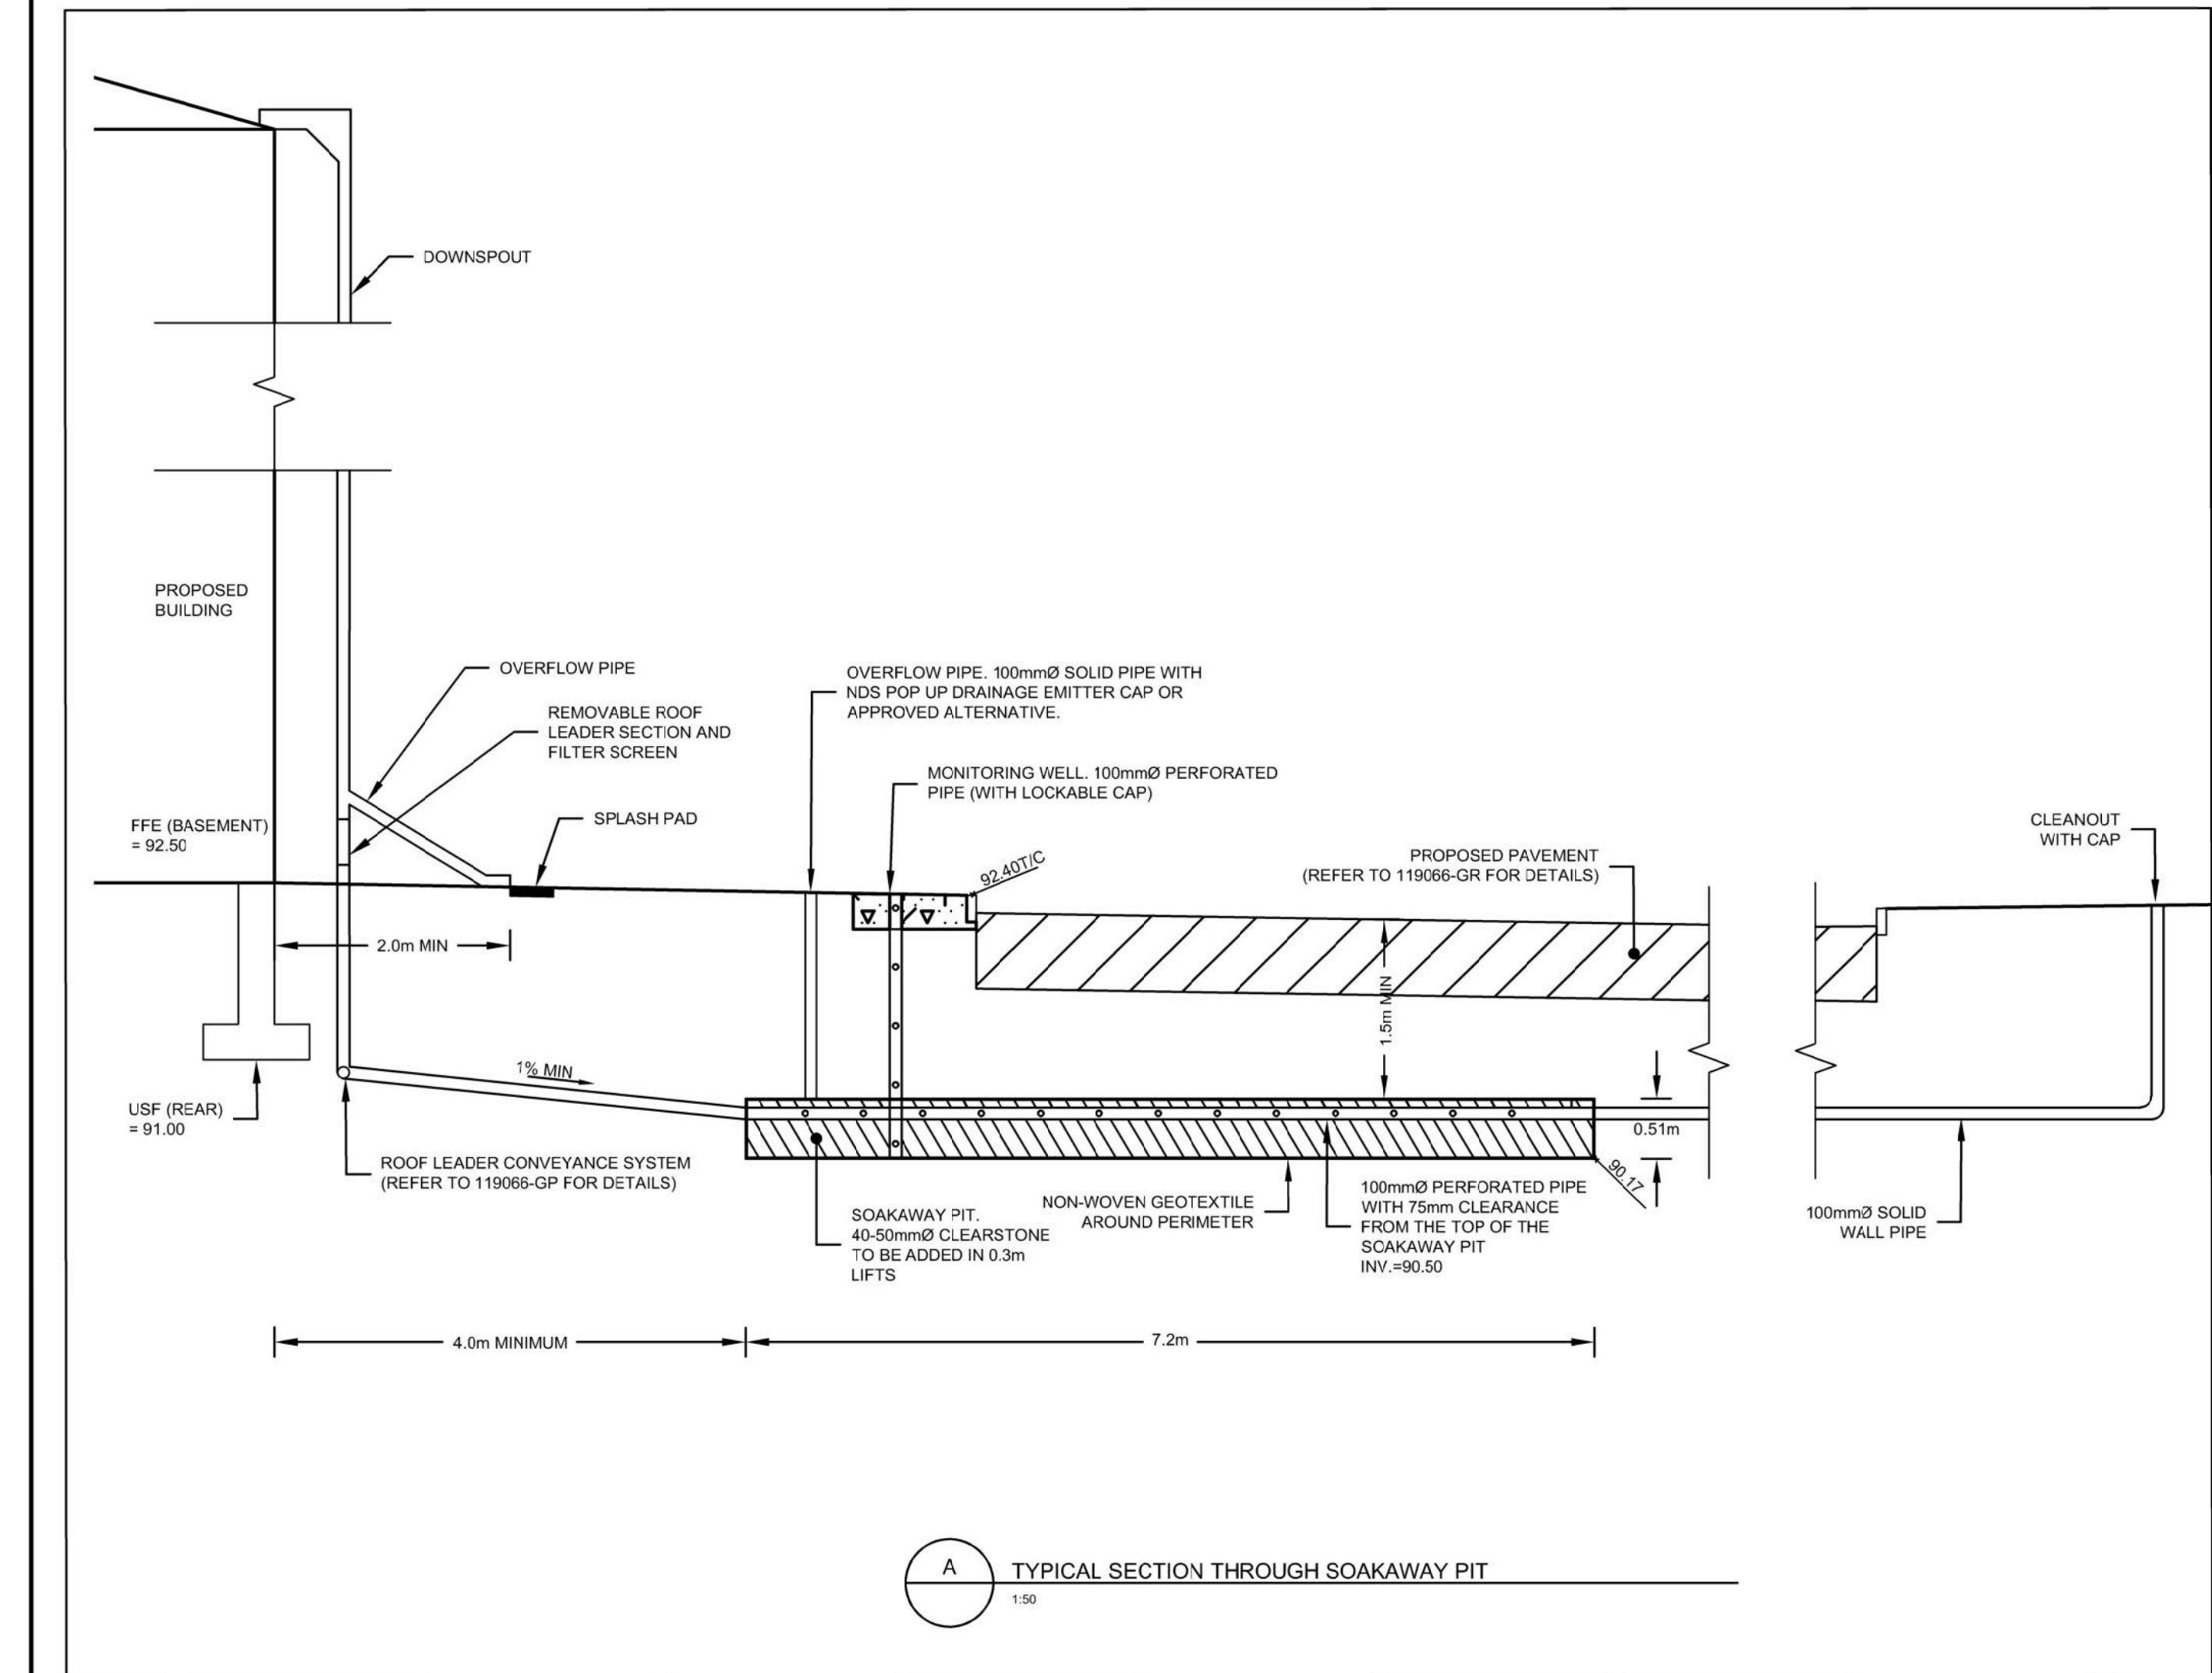 DOWNSPOUT
PROPOSED
BUILDING
OVERFLOW PIPE
REMOVABLE ROOF
LEADER SECTION AND
FILTER SCREEN
OVERFLOW PIPE. 100mmØ SOLID PIPE WITH
NDS POP UP DRAINAGE EMITTER CAP OR
APPROVED ALTERNATIVE.
MONITORING WELL. 100mmØ PERFORATED
PIPE (WITH LOCKABLE CAP)
FFE (BASEMENT)
= 92.50
SPLASH PAD
92.40T/C
PROPOSED PAVEMENT
(REFER TO 119066-GR FOR DETAILS)
CLEANOUT
WITH CAP
2.0m MIN
1.5m MIN
1% MIN
USF (REAR)
= 91.00
0.51m
90.17
ROOF LEADER CONVEYANCE SYSTEM
(REFER TO 119066-GP FOR DETAILS)
SOAKAWAY PIT.
40-50mmØ CLEARSTONE
TO BE ADDED IN 0.3m
LIFTS
NON-WOVEN GEOTEXTILE
AROUND PERIMETER
100mmØ PERFORATED PIPE
WITH 75mm CLEARANCE
FROM THE TOP OF THE
SOAKAWAY PIT
INV.=90.50
100mmØ SOLID
WALL PIPE
4.0m MINIMUM
7.2m
A
TYPICAL SECTION THROUGH SOAKAWAY PIT
1:50